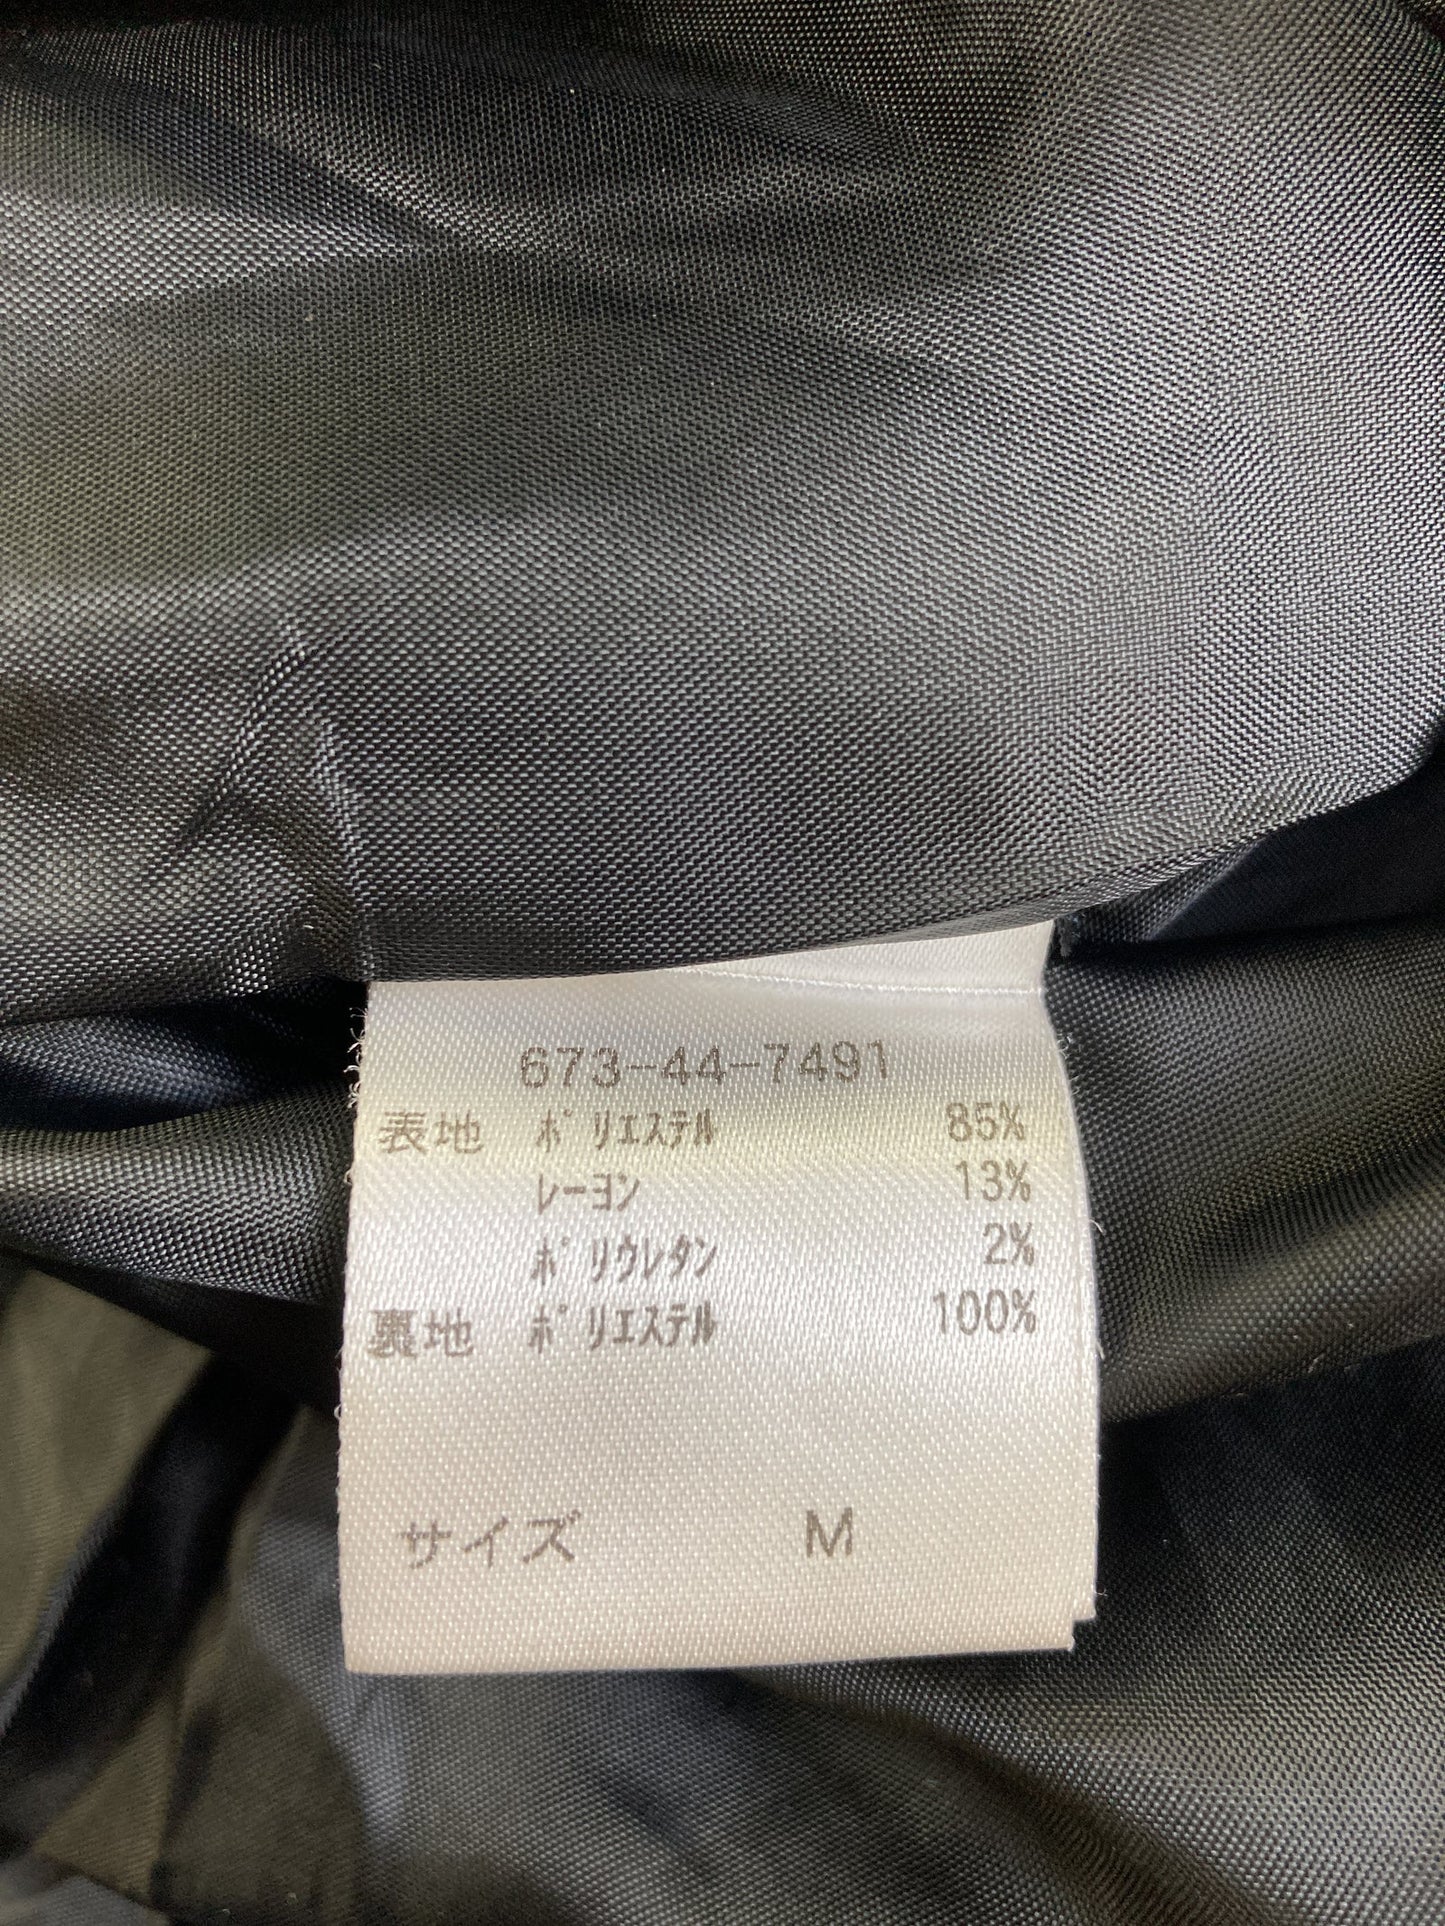 673-44-7491
表地 ﾎﾟﾘｴｽﾃﾙ 85%
ﾚｰﾖﾝ 13%
ﾎﾟﾘｳﾚﾀﾝ 2%
裏地 ﾎﾟﾘｴｽﾃﾙ 100%
サイズ M